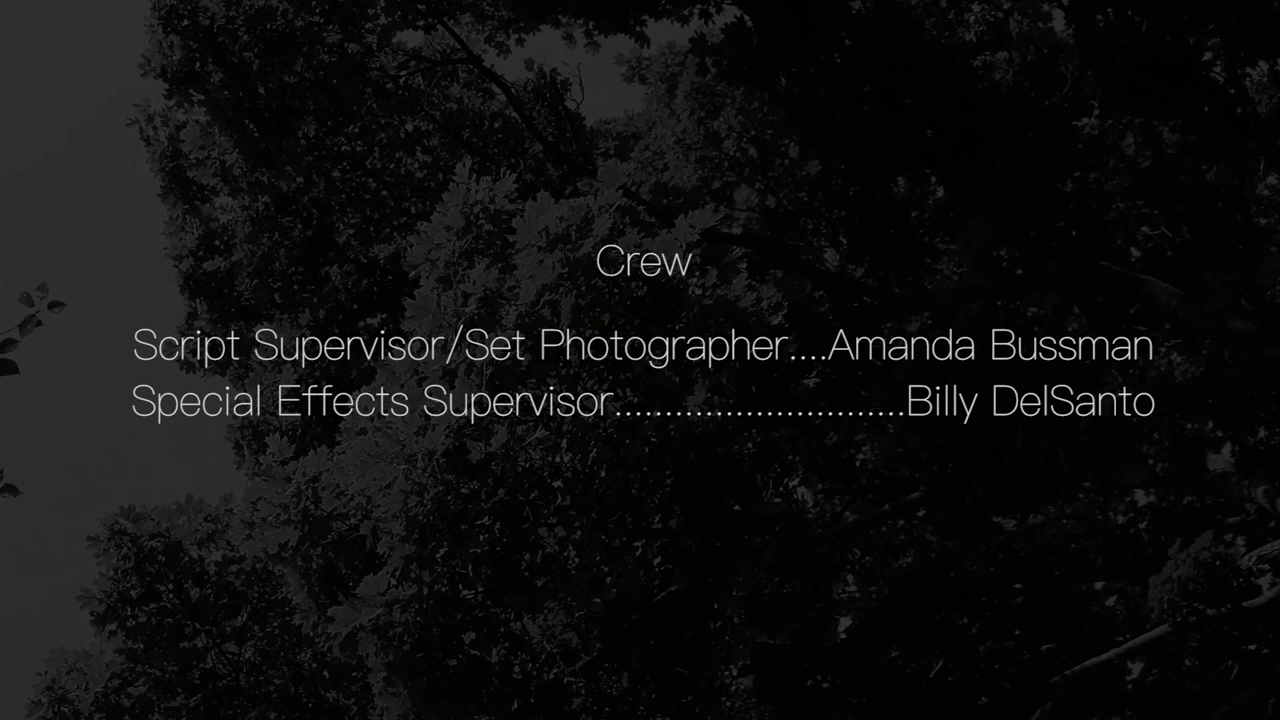 Crew
Script Supervisor/Set Photographer....Amanda Bussman
Special Effects Supervisor.............................Billy DelSanto